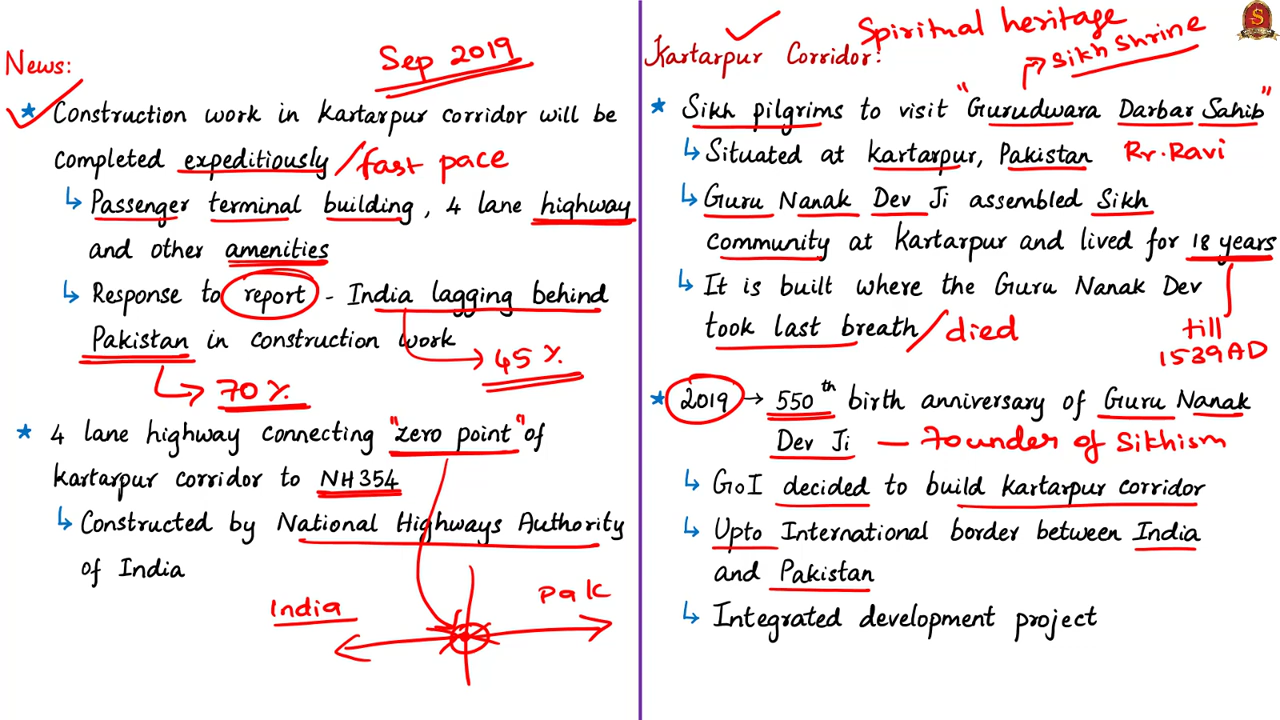 News:
Sep 2019
* Construction work in Kartarpur corridor will be
completed expeditiously /fast pace
↳ Passenger terminal building, 4 lane highway
and other amenities
↳ Response to report - India lagging behind
Pakistan in construction work
45 %.
70 %.
* 4 lane highway connecting "zero point" of
Kartarpur corridor to NH354
↳ Constructed by National Highways Authority
of India
India
Pak
Kartarpur Corridor:
Spiritual heritage
Sikh Shrine
* Sikh pilgrims to visit "Gurudwara Darbar Sahib"
↳ Situated at Kartarpur, Pakistan Rr.Ravi
↳ Guru Nanak Dev Ji assembled Sikh
community at Kartarpur and lived for 18 years
↳ It is built where the Guru Nanak Dev
took last breath /died
till
1539AD
* 2019 → 550th birth anniversary of Guru Nanak
Dev Ji — Founder of Sikhism
↳ GoI decided to build Kartarpur corridor
↳ Upto International border between India
and Pakistan
↳ Integrated development project
S